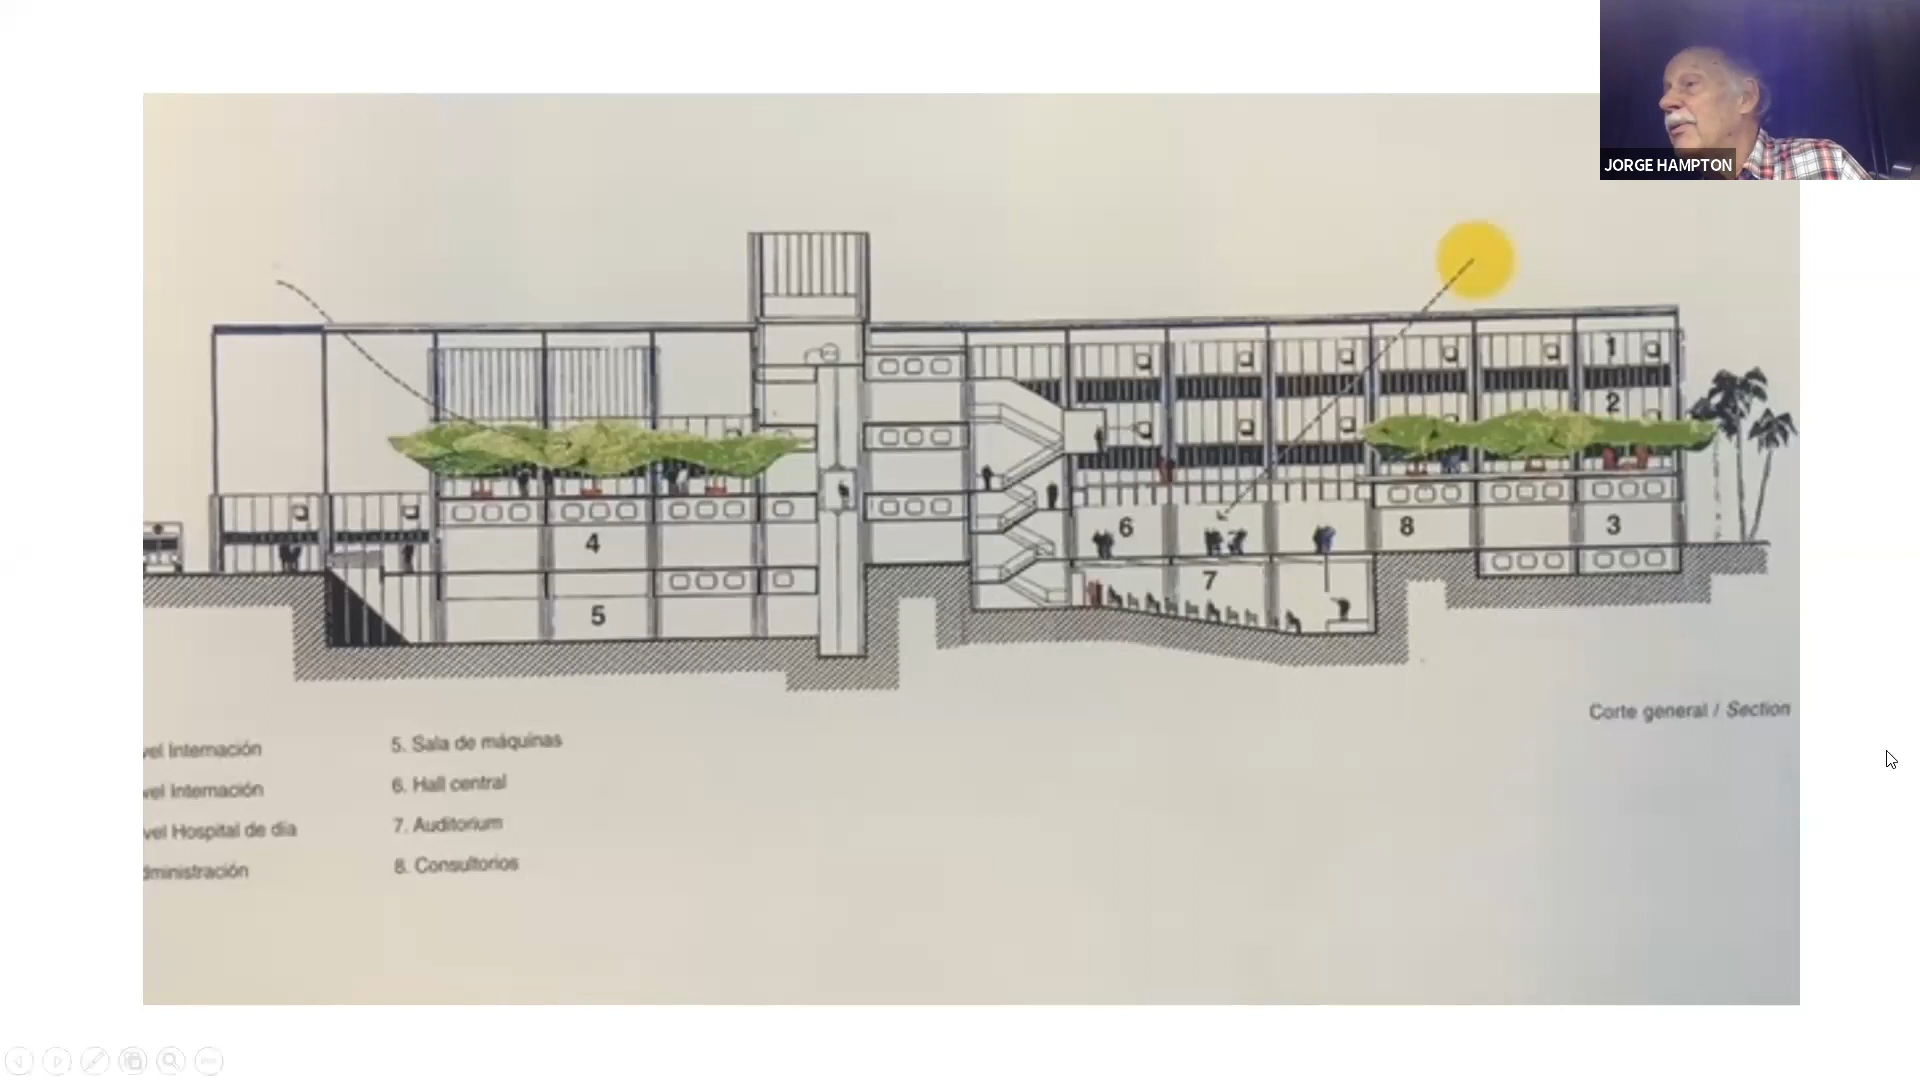 JORGE HAMPTON
1
2
6
8
3
4
7
5
Corte general / Section
vel Internación
vel Internación
vel Hospital de día
dministración
5. Sala de máquinas
6. Hall central
7. Auditorium
8. Consultorios